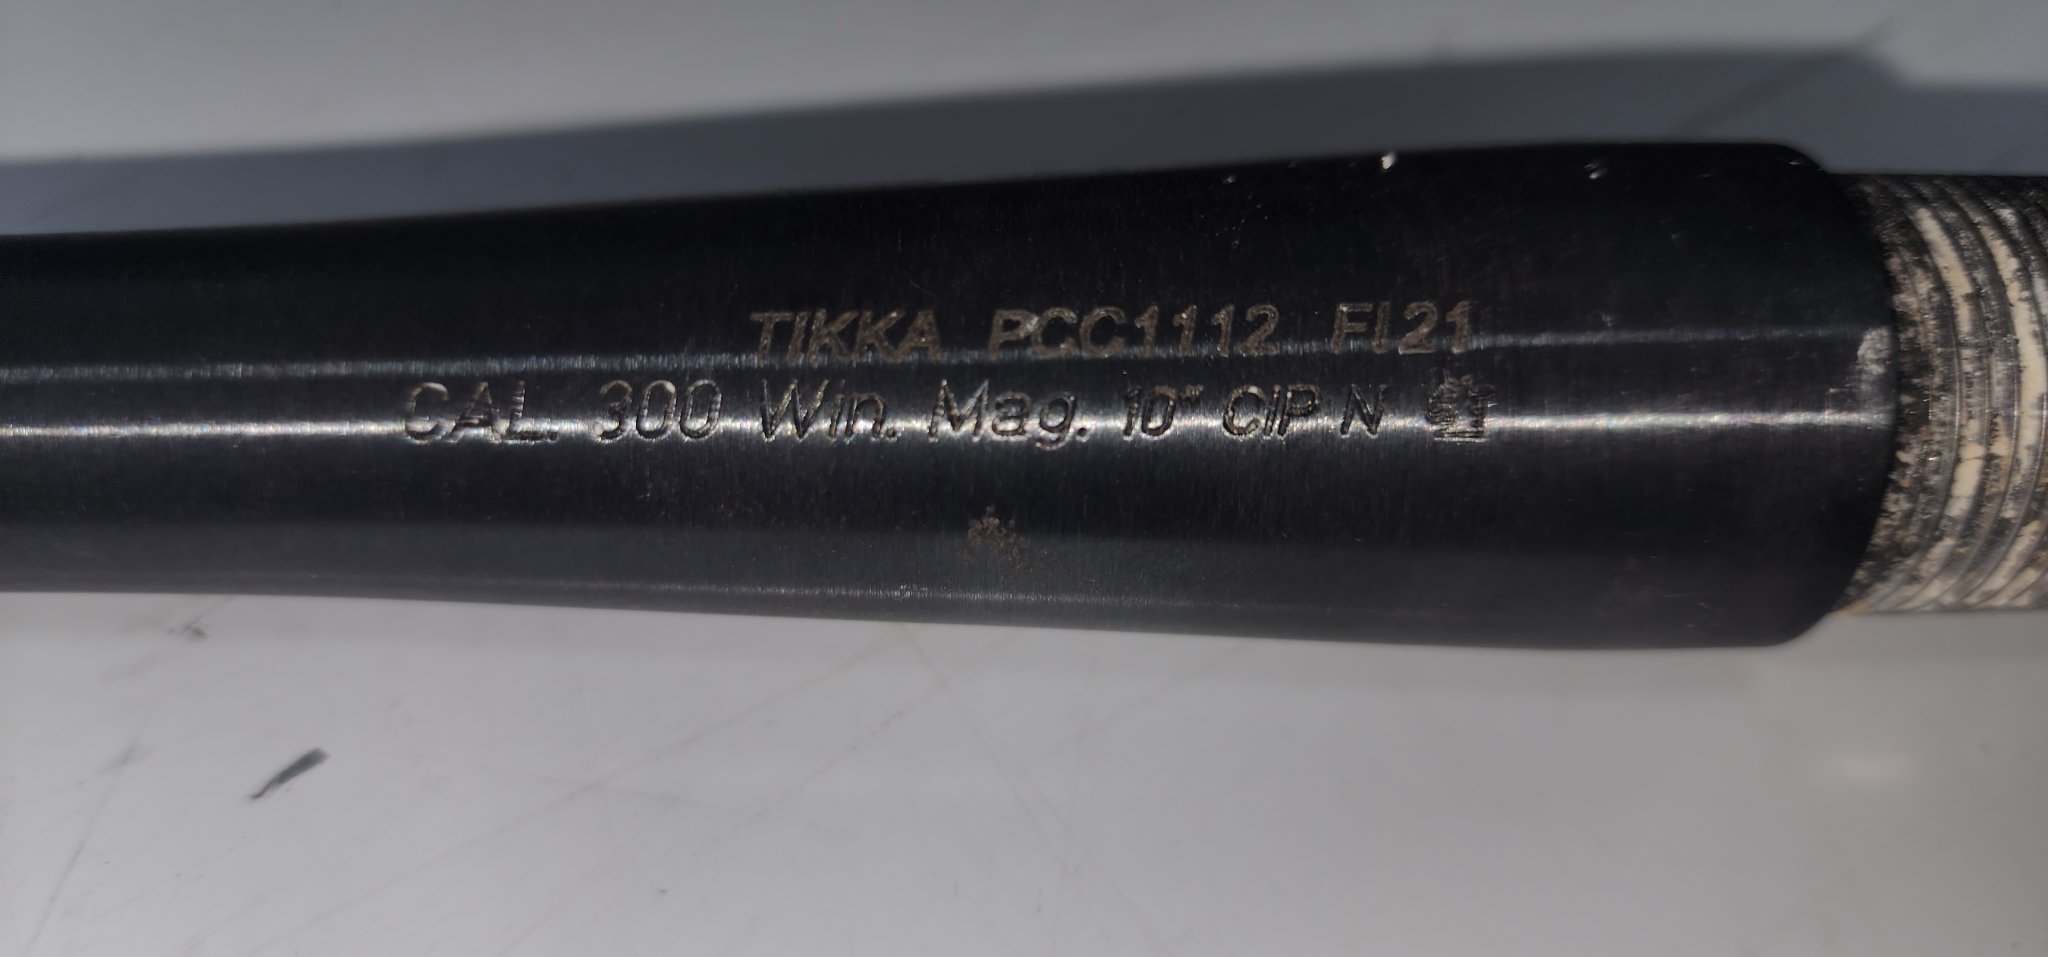 TIKKA PCC1112 FI21
CAL. 300 Win. Mag. 10" CIP N